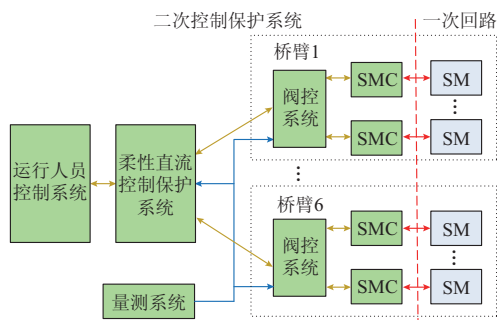 二次控制保护系统
一次回路
桥臂1
阀控
系统
SMC
SM
⋮
SMC
SM
运行人员
控制系统
柔性直流
控制保护
系统
…
桥臂6
阀控
系统
SMC
SM
⋮
SMC
SM
量测系统